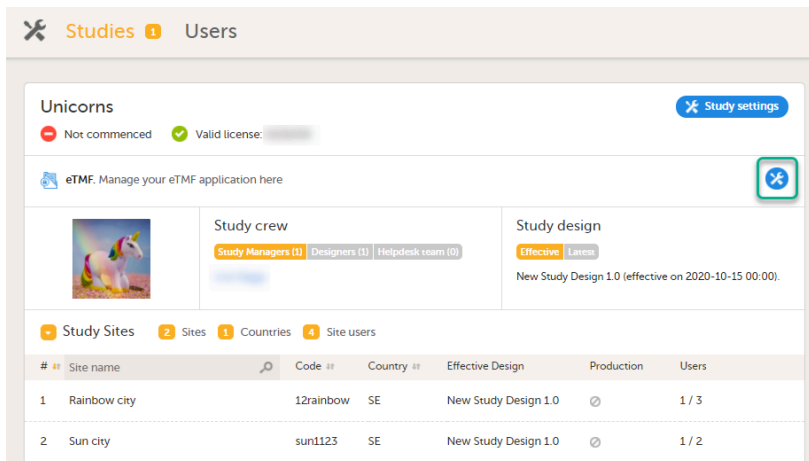 Studies 1 Users
Unicorns
Study settings
Not commenced Valid license:
eTMF. Manage your eTMF application here
Study crew
Study Managers (1) Designers (1) Helpdesk team (0)
Study design
Effective Latest
New Study Design 1.0 (effective on 2020-10-15 00:00).
Study Sites 2 Sites 1 Countries 4 Site users
# Site name Code Country Effective Design Production Users
1 Rainbow city 12rainbow SE New Study Design 1.0 1 / 3
2 Sun city sun1123 SE New Study Design 1.0 1 / 2